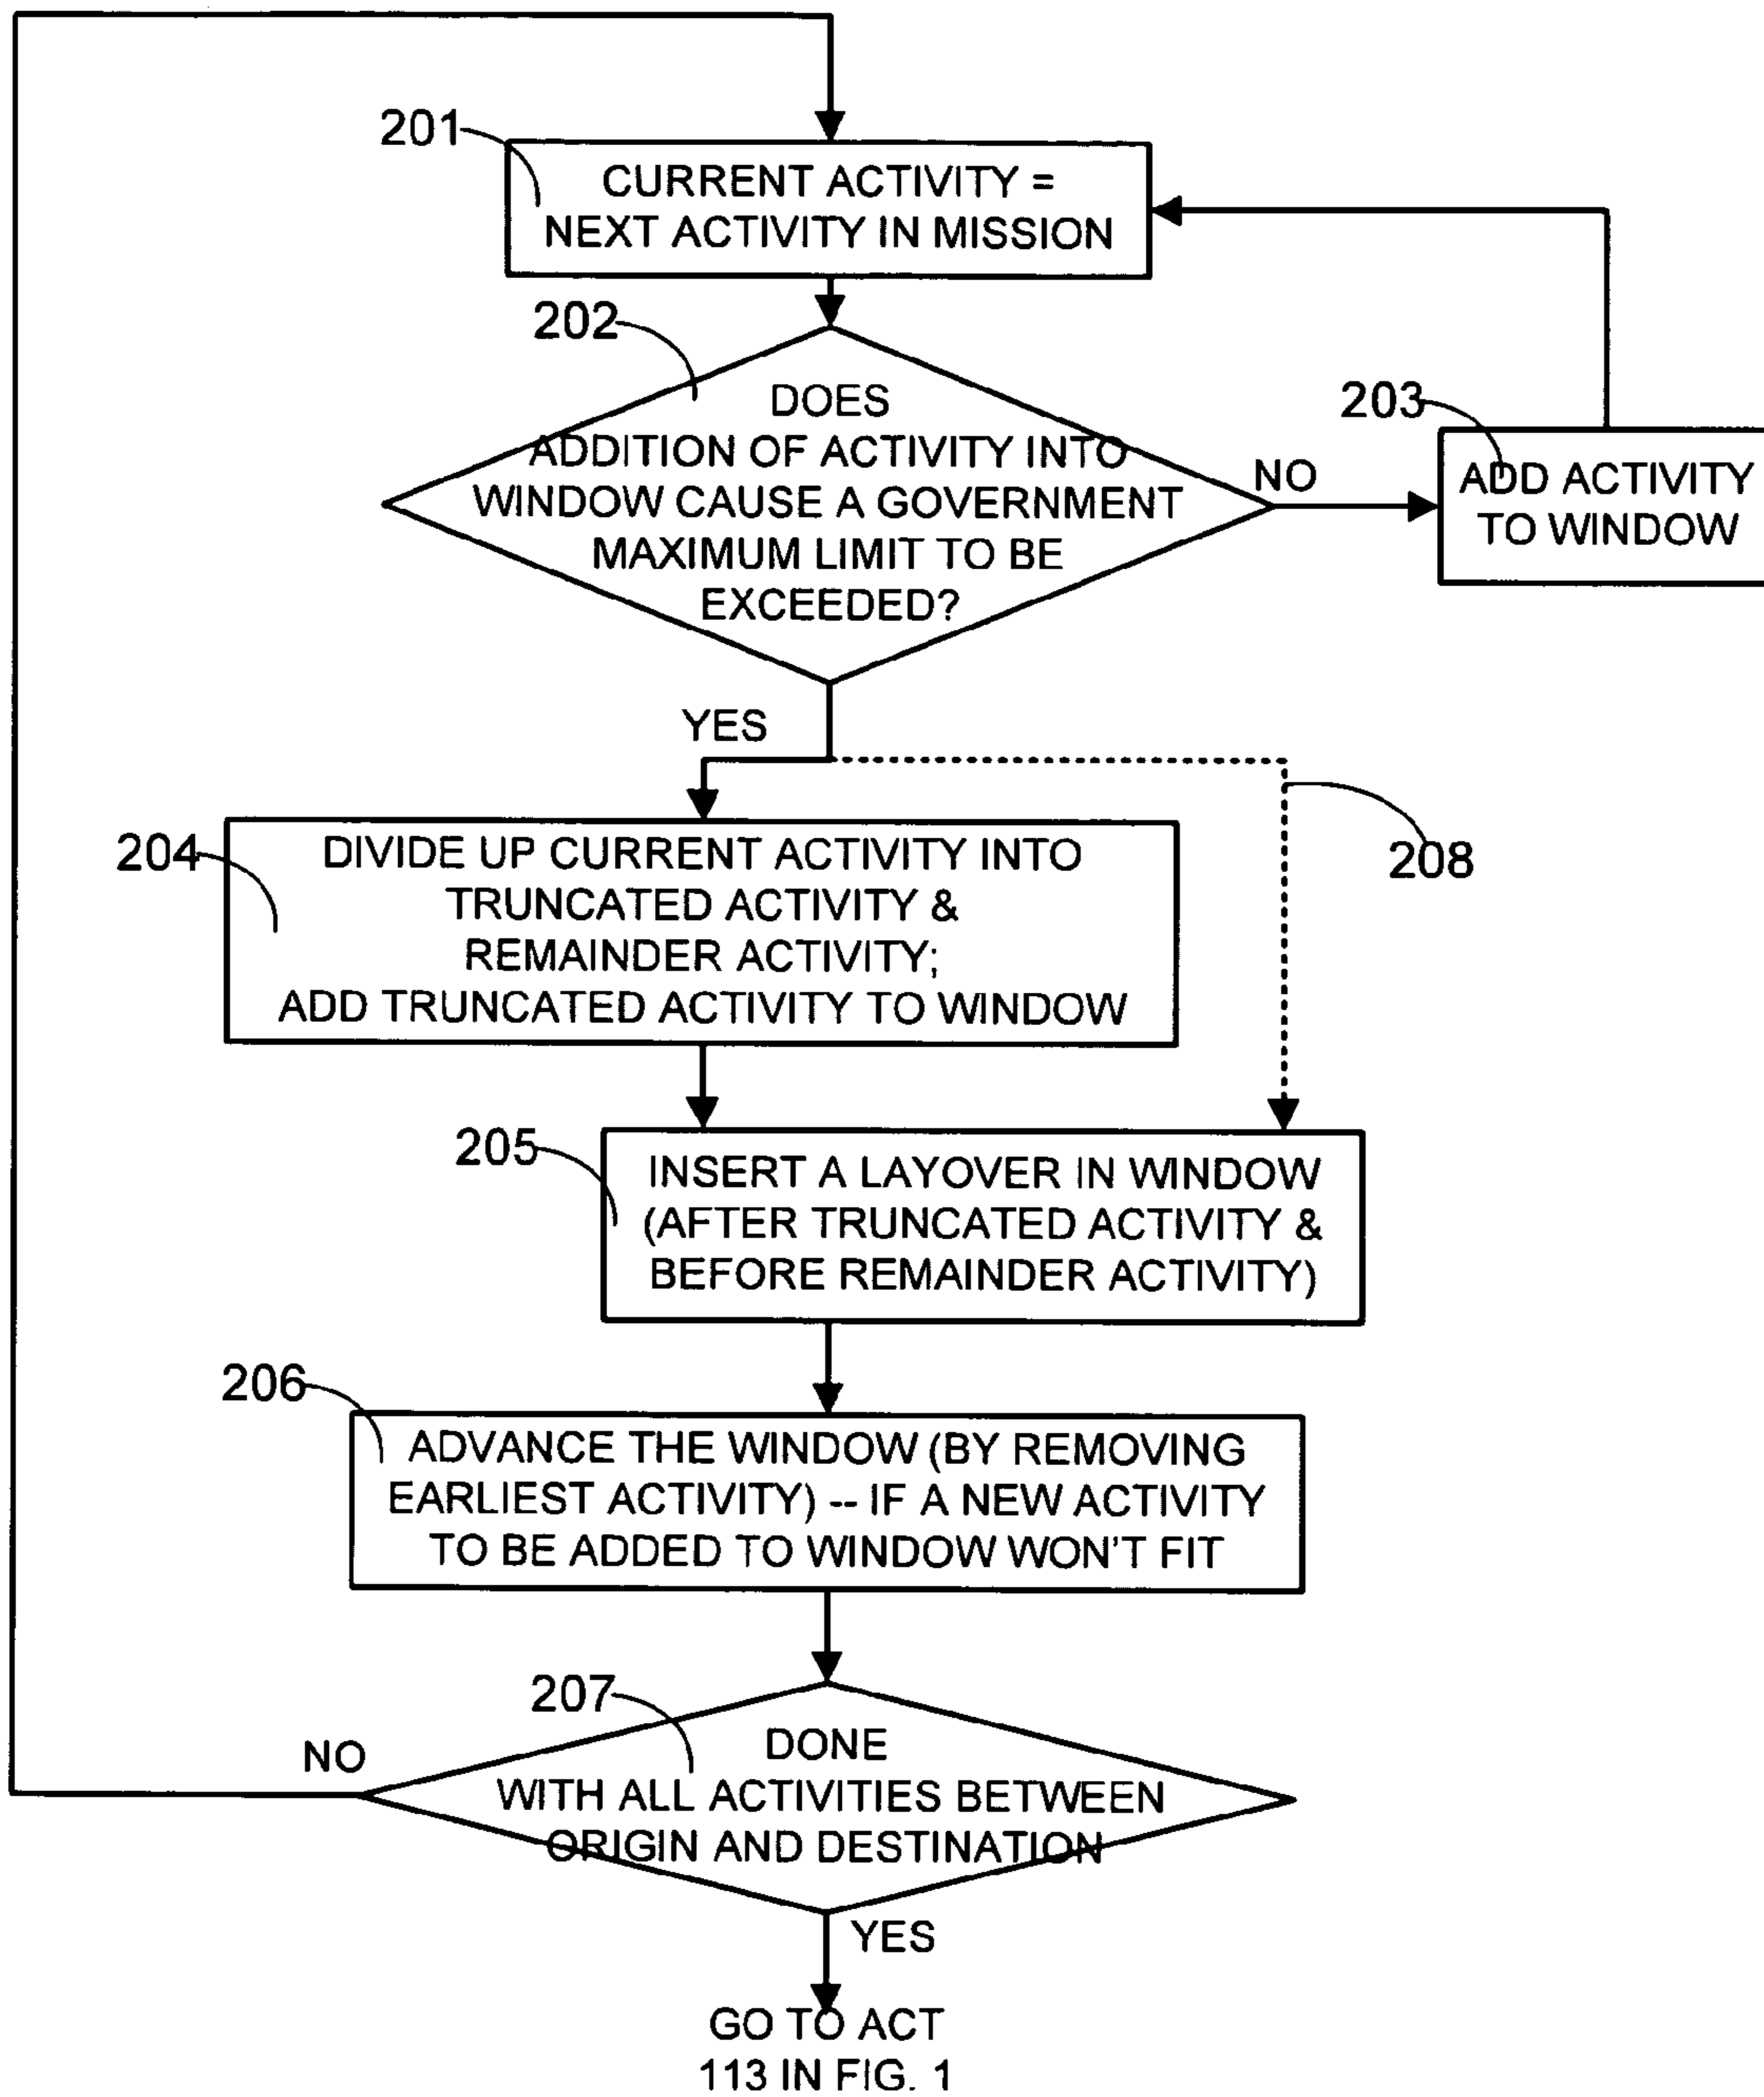 201
CURRENT ACTIVITY =
NEXT ACTIVITY IN MISSION
202
DOES
ADDITION OF ACTIVITY INTO
WINDOW CAUSE A GOVERNMENT
MAXIMUM LIMIT TO BE
EXCEEDED?
NO
203
ADD ACTIVITY
TO WINDOW
YES
208
204
DIVIDE UP CURRENT ACTIVITY INTO
TRUNCATED ACTIVITY &
REMAINDER ACTIVITY;
ADD TRUNCATED ACTIVITY TO WINDOW
205
INSERT A LAYOVER IN WINDOW
(AFTER TRUNCATED ACTIVITY &
BEFORE REMAINDER ACTIVITY)
206
ADVANCE THE WINDOW (BY REMOVING
EARLIEST ACTIVITY) -- IF A NEW ACTIVITY
TO BE ADDED TO WINDOW WON'T FIT
207
NO
DONE
WITH ALL ACTIVITIES BETWEEN
ORIGIN AND DESTINATION
YES
GO TO ACT
113 IN FIG. 1